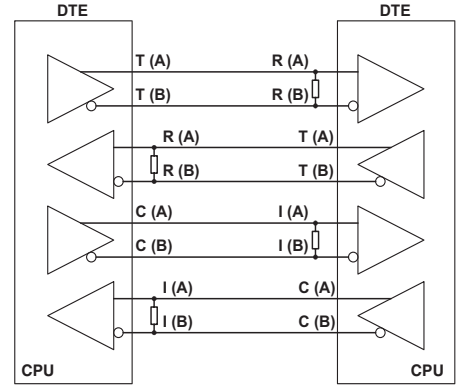 DTE DTE
T (A) R (A)
T (B) R (B)
R (A) T (A)
R (B) T (B)
C (A) I (A)
C (B) I (B)
I (A) C (A)
I (B) C (B)
CPU CPU